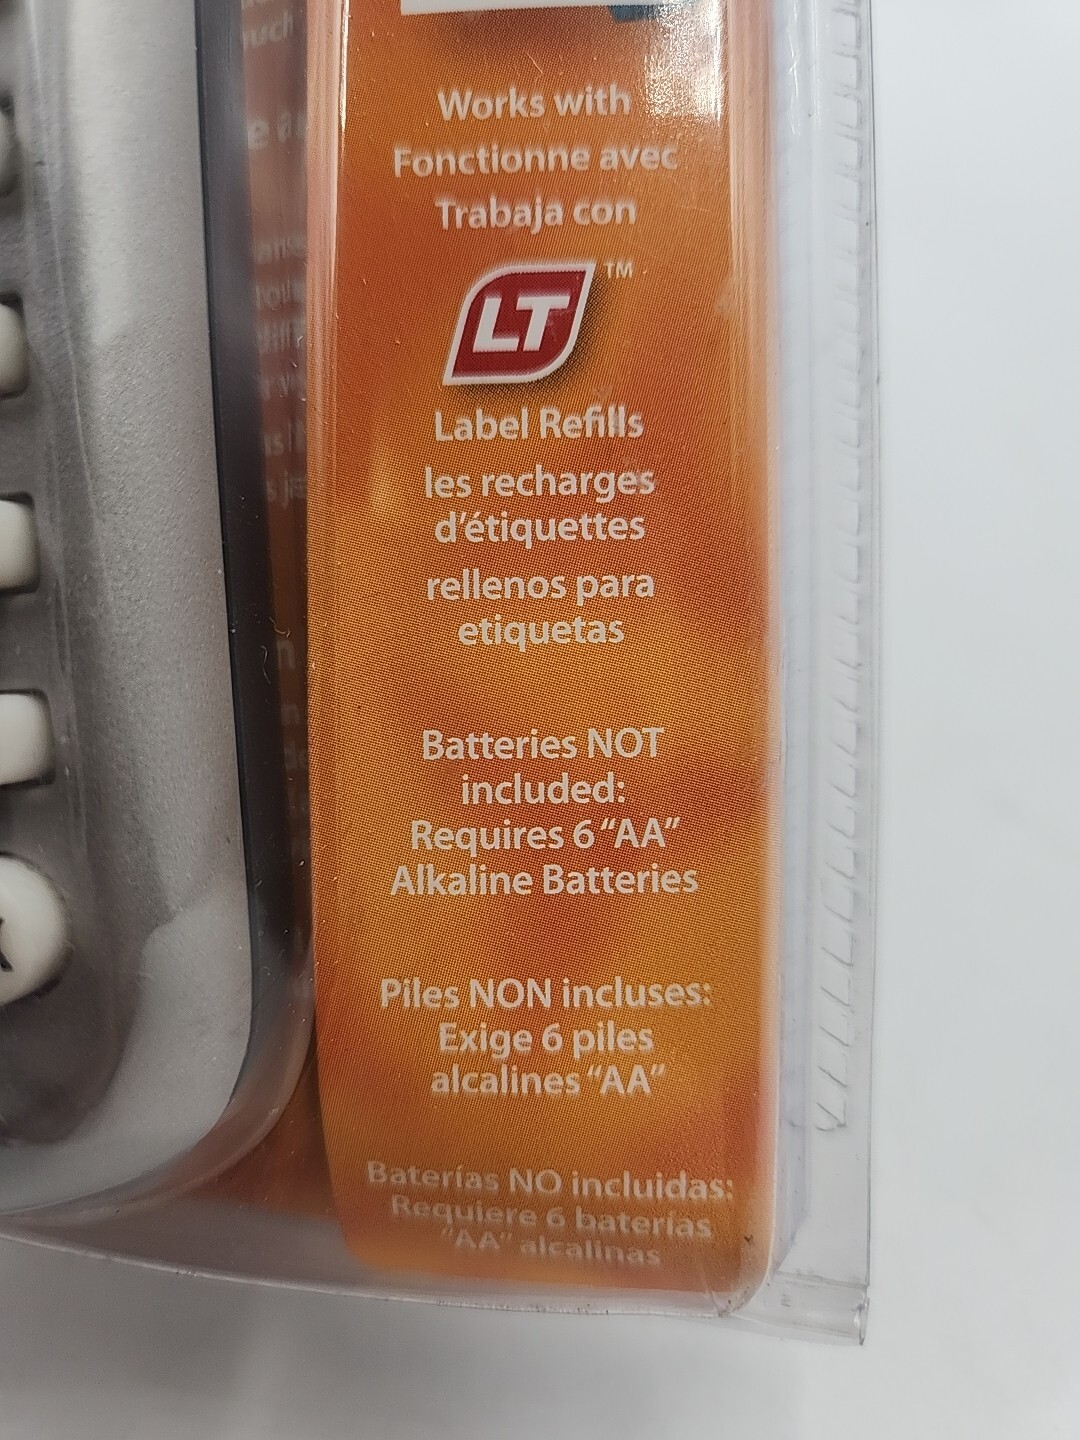 Works with
Fonctionne avec
Trabaja con
LT™
Label Refills
les recharges
d'étiquettes
rellenos para
etiquetas
Batteries NOT
included:
Requires 6 “AA”
Alkaline Batteries
Piles NON incluses:
Exige 6 piles
alcalines “AA”
Baterías NO incluidas:
Requiere 6 baterías
“AA” alcalinas